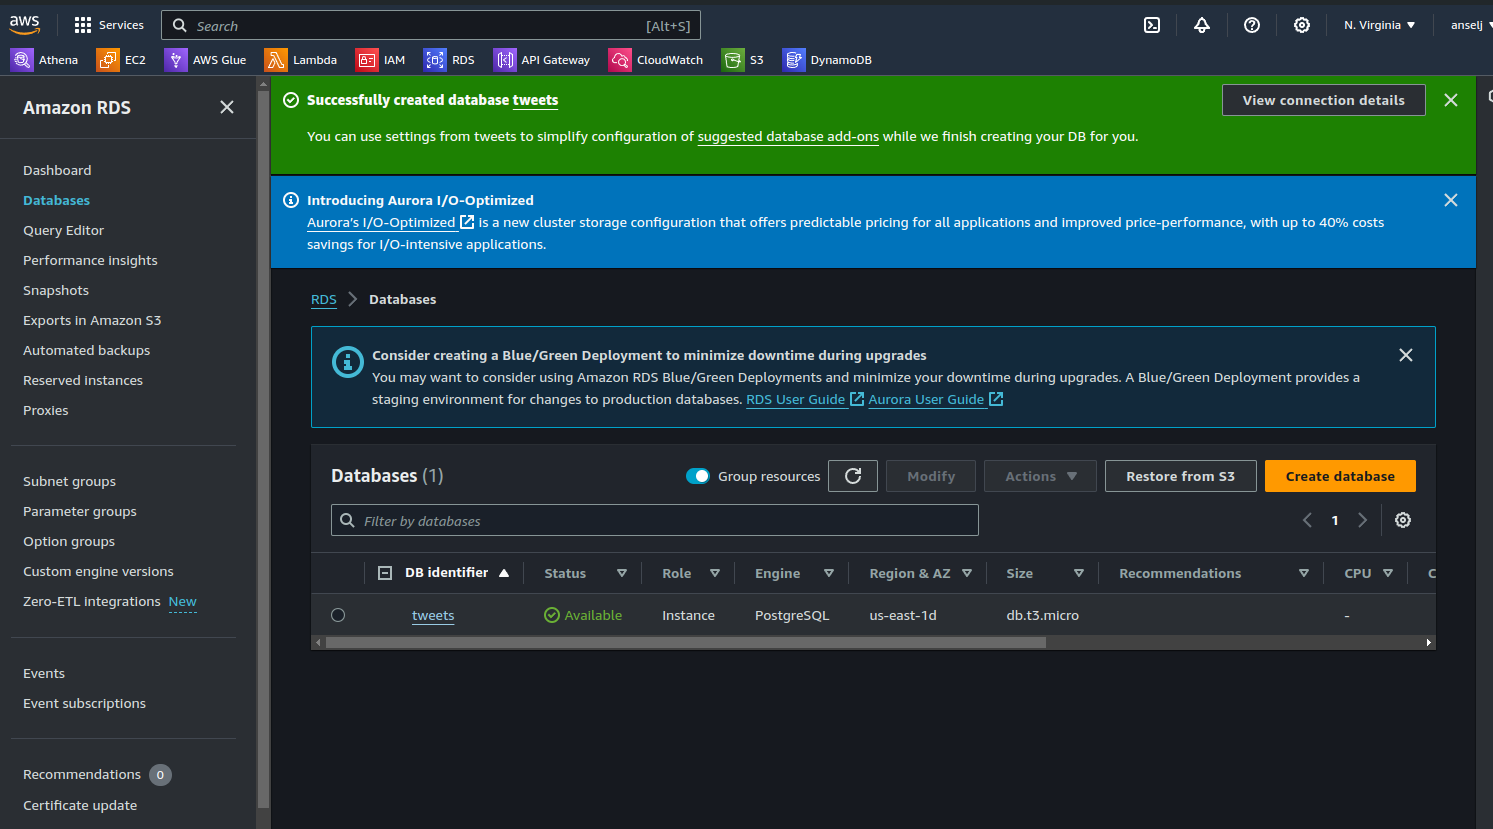 aws
Services
Search
[Alt+S]
N. Virginia
anselj
Athena
EC2
AWS Glue
Lambda
IAM
RDS
API Gateway
CloudWatch
S3
DynamoDB
Amazon RDS
Dashboard
Databases
Query Editor
Performance insights
Snapshots
Exports in Amazon S3
Automated backups
Reserved instances
Proxies
Subnet groups
Parameter groups
Option groups
Custom engine versions
Zero-ETL integrations New
Events
Event subscriptions
Recommendations 0
Certificate update
Successfully created database tweets
View connection details
You can use settings from tweets to simplify configuration of suggested database add-ons while we finish creating your DB for you.
Introducing Aurora I/O-Optimized
Aurora's I/O-Optimized is a new cluster storage configuration that offers predictable pricing for all applications and improved price-performance, with up to 40% costs
savings for I/O-intensive applications.
RDS
Databases
Consider creating a Blue/Green Deployment to minimize downtime during upgrades
You may want to consider using Amazon RDS Blue/Green Deployments and minimize your downtime during upgrades. A Blue/Green Deployment provides a
staging environment for changes to production databases. RDS User Guide Aurora User Guide
Databases (1)
Group resources
Modify
Actions
Restore from S3
Create database
Filter by databases
1
DB identifier Status Role Engine Region & AZ Size Recommendations CPU C
tweets Available Instance PostgreSQL us-east-1d db.t3.micro -